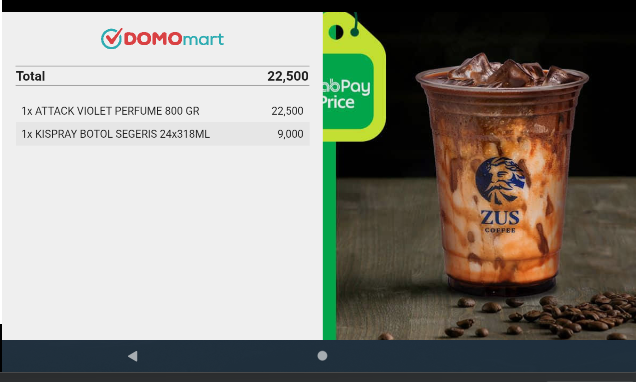 DOMOmart
Total 22,500
1x ATTACK VIOLET PERFUME 800 GR 22,500
1x KISPRAY BOTOL SEGERIS 24x318ML 9,000
abPay
Price
ZUS
COFFEE